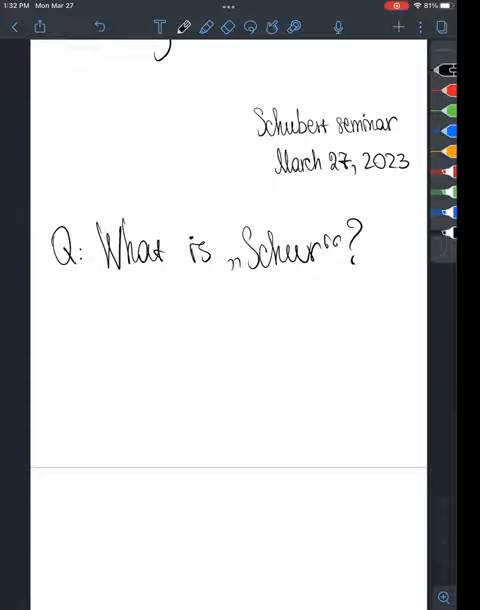 1:32 PM Mon Mar 27
81%
Schubert seminar
March 27, 2023
Q: What is „Schur“?